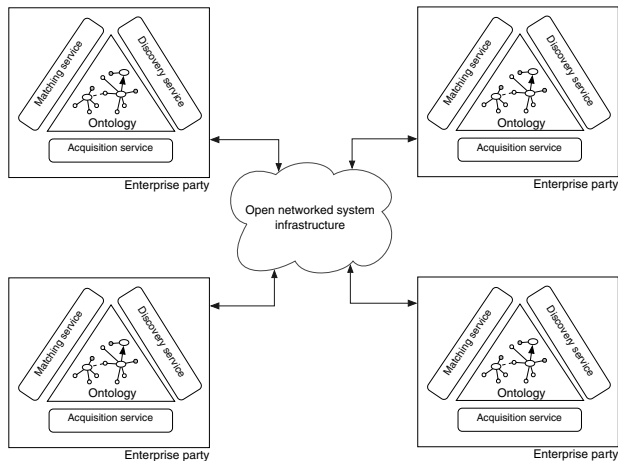 Matching service
Discovery service
Ontology
Acquisition service
Enterprise party
Matching service
Discovery service
Ontology
Acquisition service
Enterprise party
Open networked system
infrastructure
Matching service
Discovery service
Ontology
Acquisition service
Enterprise party
Matching service
Discovery service
Ontology
Acquisition service
Enterprise party